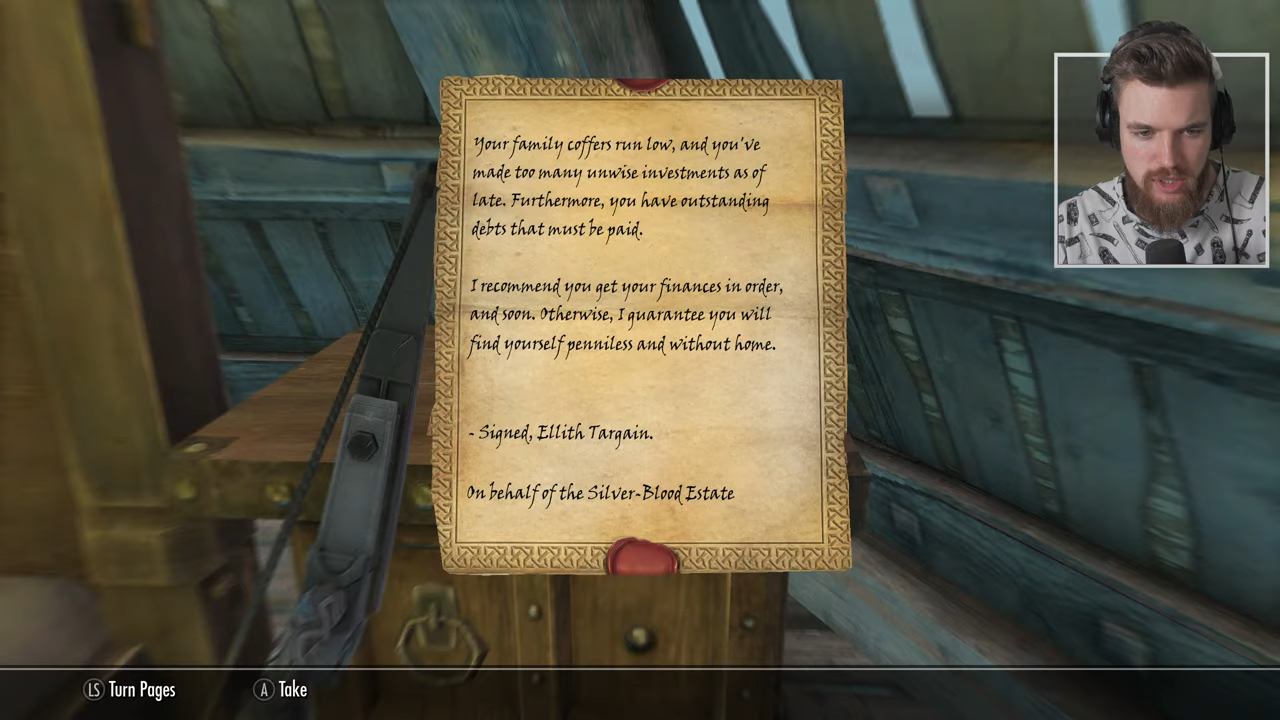 Your family coffers run low, and you've
made too many unwise investments as of
late. Furthermore, you have outstanding
debts that must be paid.
I recommend you get your finances in order,
and soon. Otherwise, I guarantee you will
find yourself penniless and without home.
- Signed, Ellith Targain.
On behalf of the Silver-Blood Estate
LS Turn Pages
A Take